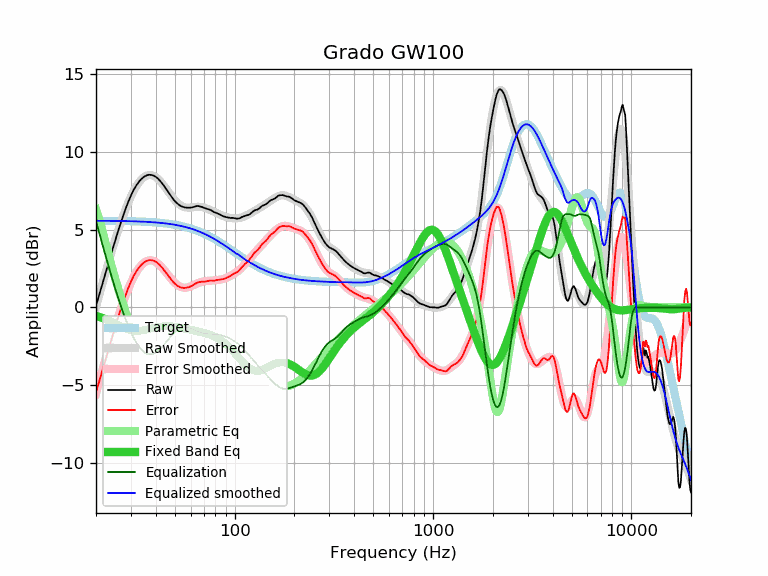 Grado GW100
Amplitude (dBr)
15
10
5
0
−5
−10
Target
Raw Smoothed
Error Smoothed
Raw
Error
Parametric Eq
Fixed Band Eq
Equalization
Equalized smoothed
100
1000
10000
Frequency (Hz)